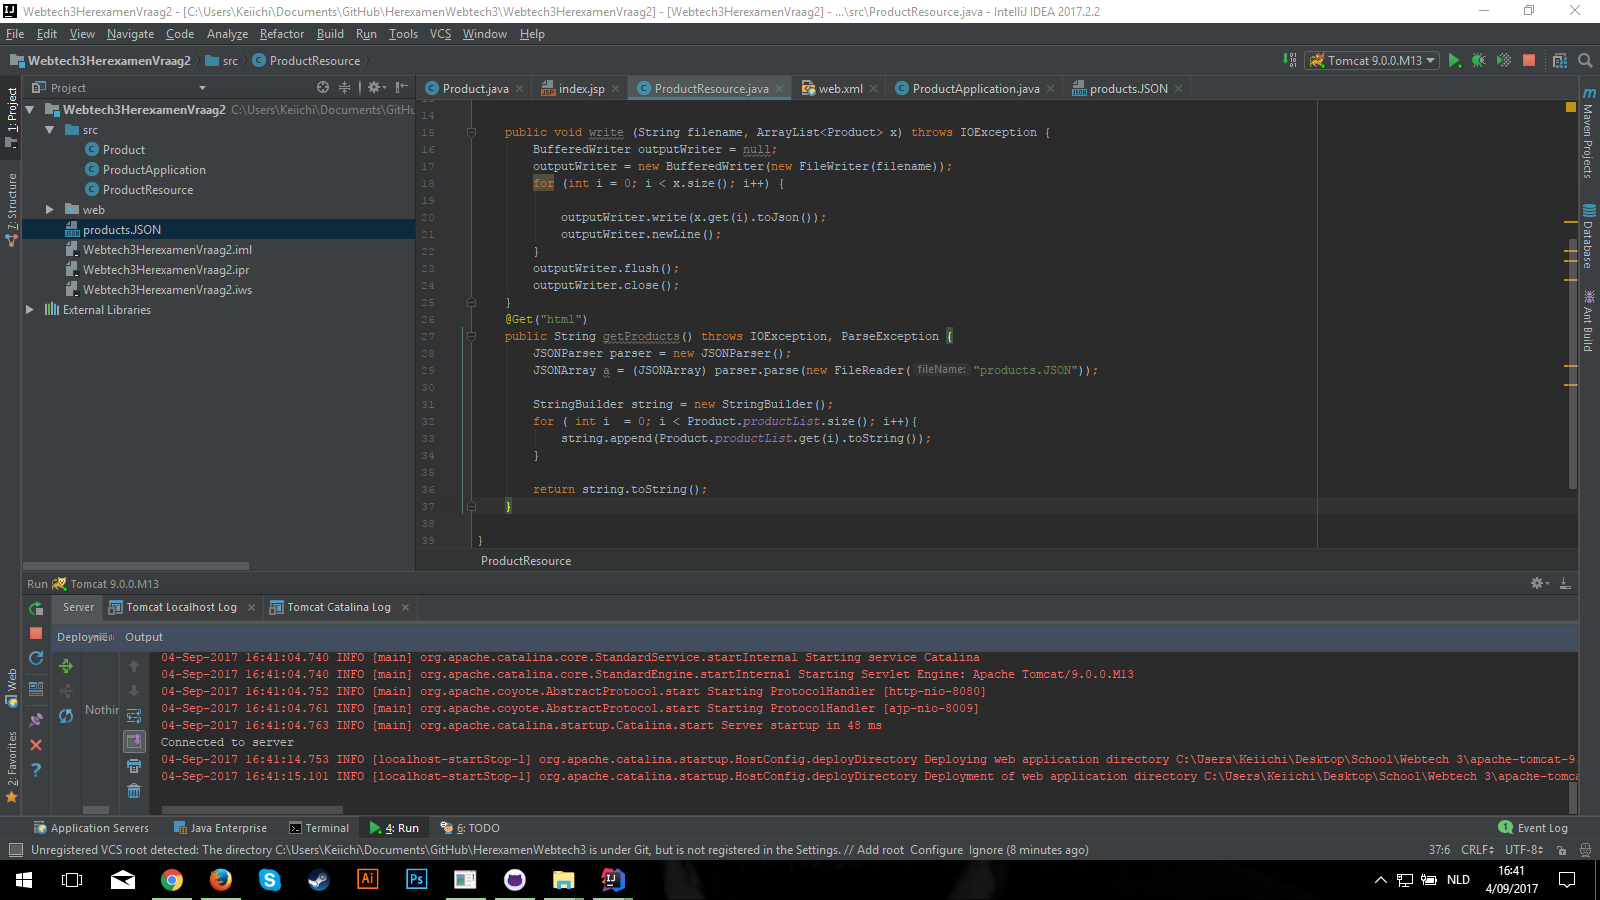 Webtech3HerexamenVraag2 - [C:\Users\Keiichi\Documents\GitHub\HerexamenWebtech3\Webtech3HerexamenVraag2] - [Webtech3HerexamenVraag2] - ...\src\ProductResource.java - IntelliJ IDEA 2017.2.2
File Edit View Navigate Code Analyze Refactor Build Run Tools VCS Window Help
Webtech3HerexamenVraag2 src ProductResource
Tomcat 9.0.0.M13
Project
Product.java index.jsp ProductResource.java web.xml ProductApplication.java products.JSON
1: Project
7: Structure
Web
2: Favorites
Webtech3HerexamenVraag2 C:\Users\Keiichi\Documents\GitHu
src
Product
ProductApplication
ProductResource
web
products.JSON
Webtech3HerexamenVraag2.iml
Webtech3HerexamenVraag2.ipr
Webtech3HerexamenVraag2.iws
External Libraries
14
15 public void write (String filename, ArrayList<Product> x) throws IOException {
16 BufferedWriter outputWriter = null;
17 outputWriter = new BufferedWriter(new FileWriter(filename));
18 for (int i = 0; i < x.size(); i++) {
19
20 outputWriter.write(x.get(i).toJson());
21 outputWriter.newLine();
22 }
23 outputWriter.flush();
24 outputWriter.close();
25 }
26 @Get("html")
27 public String getProducts() throws IOException, ParseException {
28 JSONParser parser = new JSONParser();
29 JSONArray a = (JSONArray) parser.parse(new FileReader( fileName: "products.JSON"));
30
31 StringBuilder string = new StringBuilder();
32 for ( int i  = 0; i < Product.productList.size(); i++){
33 string.append(Product.productList.get(i).toString());
34 }
35
36 return string.toString();
37 }
38
39 }
ProductResource
Maven Projects
Database
Ant Build
Run Tomcat 9.0.0.M13
Server Tomcat Localhost Log Tomcat Catalina Log
Output
Nothin
04-Sep-2017 16:41:04.740 INFO [main] org.apache.catalina.core.StandardService.startInternal Starting service Catalina
04-Sep-2017 16:41:04.740 INFO [main] org.apache.catalina.core.StandardEngine.startInternal Starting Servlet Engine: Apache Tomcat/9.0.0.M13
04-Sep-2017 16:41:04.752 INFO [main] org.apache.coyote.AbstractProtocol.start Starting ProtocolHandler [http-nio-8080]
04-Sep-2017 16:41:04.761 INFO [main] org.apache.coyote.AbstractProtocol.start Starting ProtocolHandler [ajp-nio-8009]
04-Sep-2017 16:41:04.763 INFO [main] org.apache.catalina.startup.Catalina.start Server startup in 48 ms
Connected to server
04-Sep-2017 16:41:14.753 INFO [localhost-startStop-1] org.apache.catalina.startup.HostConfig.deployDirectory Deploying web application directory C:\Users\Keiichi\Desktop\School\Webtech 3\apache-tomcat-9.
04-Sep-2017 16:41:15.101 INFO [localhost-startStop-1] org.apache.catalina.startup.HostConfig.deployDirectory Deployment of web application directory C:\Users\Keiichi\Desktop\School\Webtech 3\apache-tomca
Application Servers Java Enterprise Terminal 4: Run 6: TODO
1 Event Log
Unregistered VCS root detected: The directory C:\Users\Keiichi\Documents\GitHub\HerexamenWebtech3 is under Git, but is not registered in the Settings. // Add root Configure Ignore (8 minutes ago)
37:6 CRLF UTF-8
Ai Ps
NLD 16:41
4/09/2017